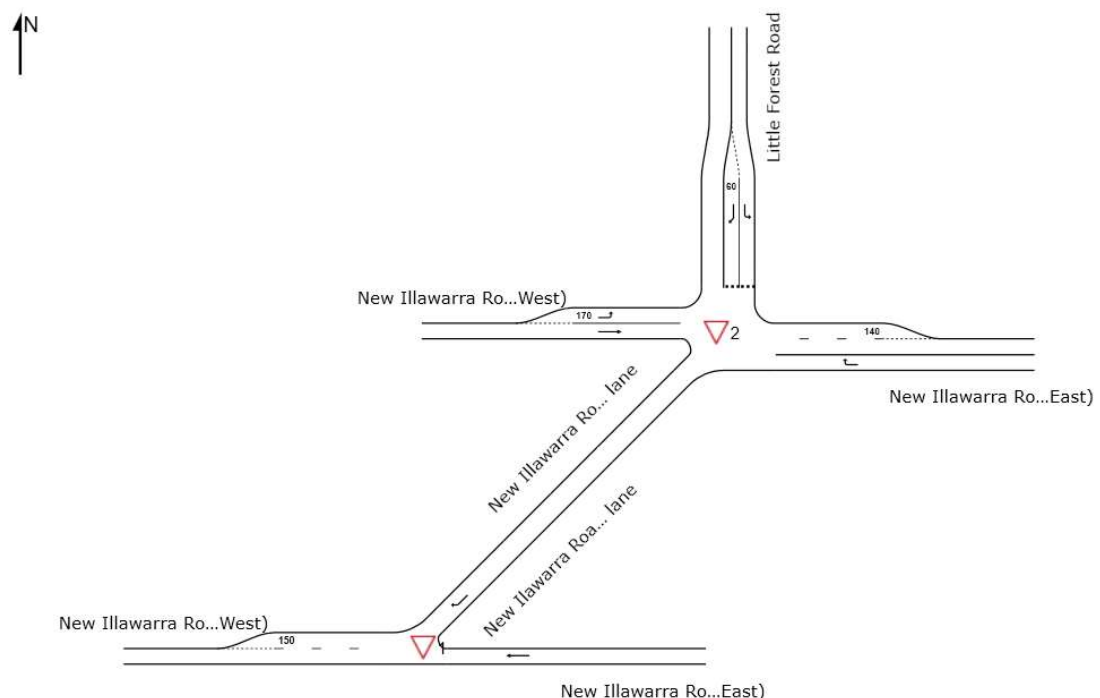 N
Little Forest Road
60
New Illawarra Ro...West)
170
2
140
New Illawarra Ro...East)
New Illawarra Ro... lane
New Ilawarra Roa... lane
New Illawarra Ro...West)
150
1
New Illawarra Ro...East)